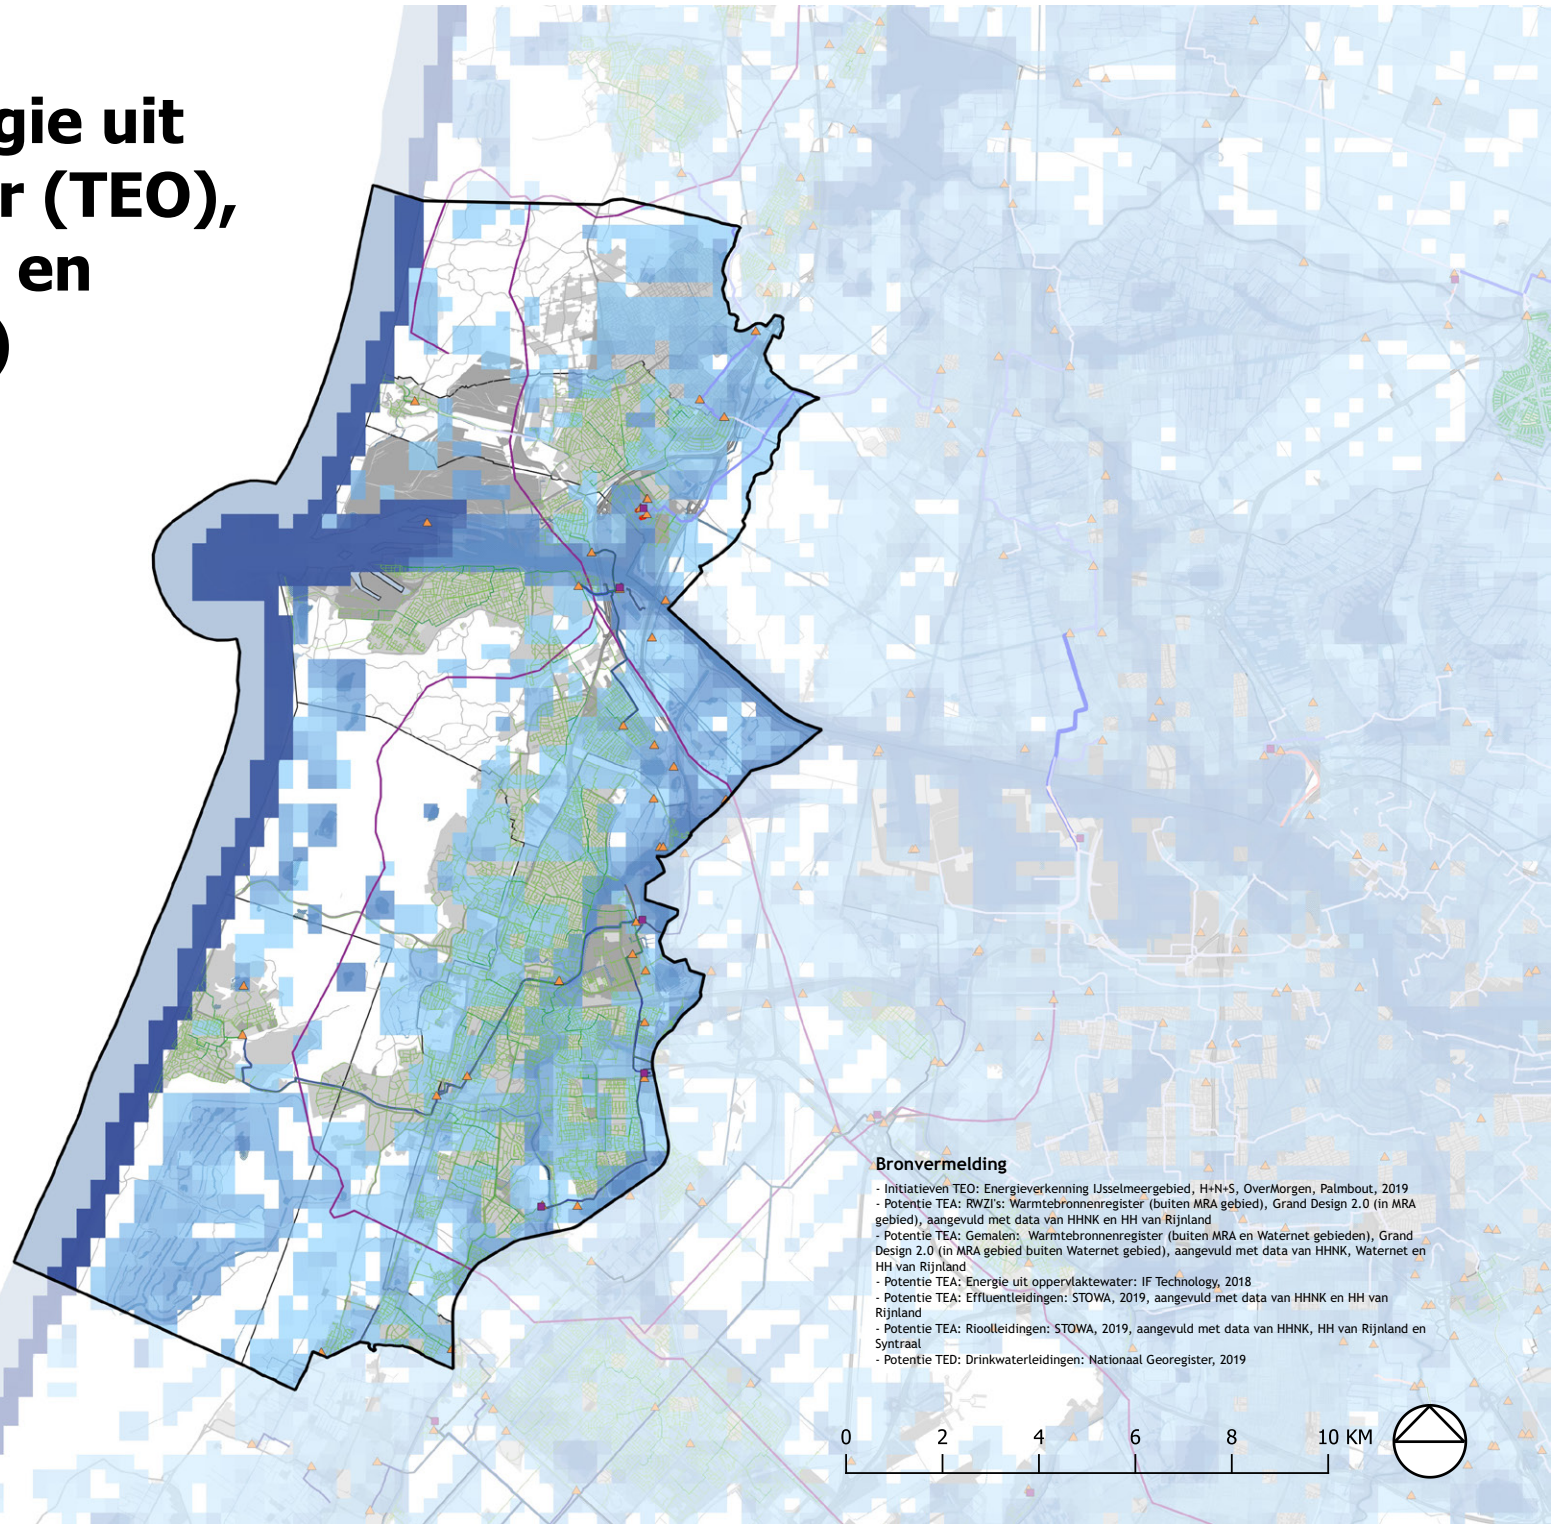 gie uit
r (TEO),
en
)
Bronvermelding
- Initiatieven TEO: Energieverkenning IJsselmeergebied, H+N+S, OverMorgen, Palmbout, 2019
- Potentie TEA: RWZI's: Warmtebronnenregister (buiten MRA gebied), Grand Design 2.0 (in MRA
gebied), aangevuld met data van HHNK en HH van Rijnland
- Potentie TEA: Gemalen: Warmtebronnenregister (buiten MRA en Waternet gebieden), Grand
Design 2.0 (in MRA gebied buiten Waternet gebied), aangevuld met data van HHNK, Waternet en
HH van Rijnland
- Potentie TEA: Energie uit oppervlaktewater: IF Technology, 2018
- Potentie TEA: Effluentleidingen: STOWA, 2019, aangevuld met data van HHNK en HH van
Rijnland
- Potentie TEA: Rioolleidingen: STOWA, 2019, aangevuld met data van HHNK, HH van Rijnland en
Syntraal
- Potentie TED: Drinkwaterleidingen: Nationaal Georegister, 2019
0 2 4 6 8 10 KM